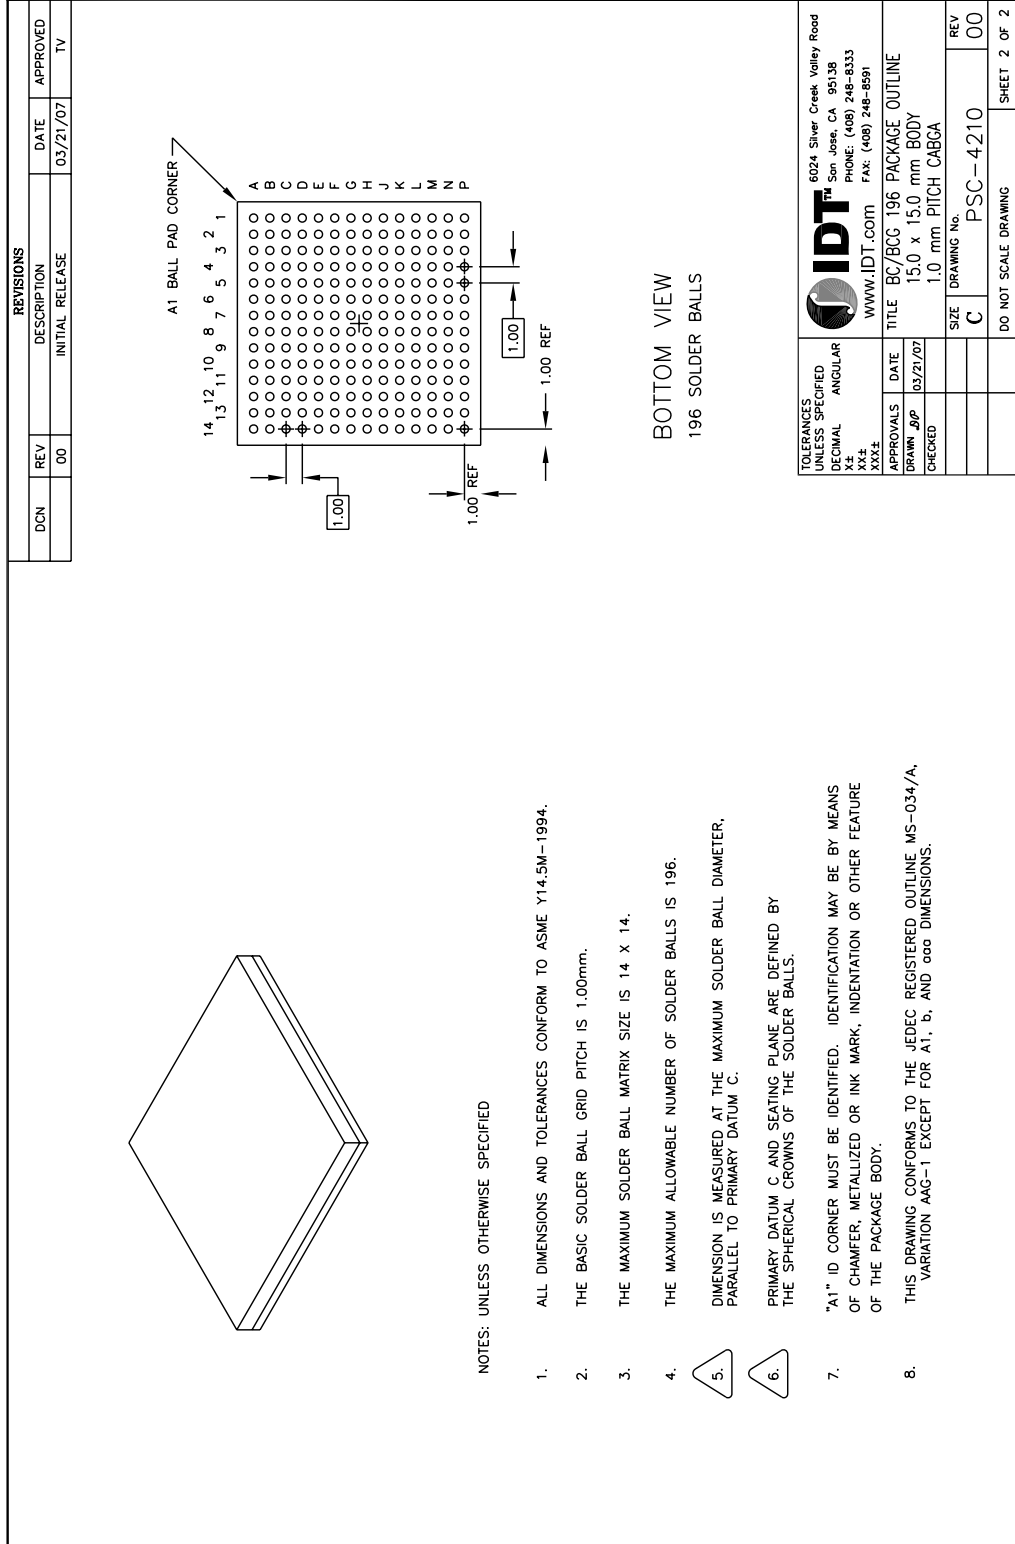 REVISIONS
DCN REV DESCRIPTION DATE APPROVED
00 INITIAL RELEASE 03/21/07 TV
A1 BALL PAD CORNER
14 13 12 11 10 9 8 7 6 5 4 3 2 1
A
B
C
D
E
F
G
H
J
K
L
M
N
P
1.00
1.00 REF
1.00
1.00 REF
BOTTOM VIEW
196 SOLDER BALLS
NOTES: UNLESS OTHERWISE SPECIFIED
1. ALL DIMENSIONS AND TOLERANCES CONFORM TO ASME Y14.5M-1994.
2. THE BASIC SOLDER BALL GRID PITCH IS 1.00mm.
3. THE MAXIMUM SOLDER BALL MATRIX SIZE IS 14 X 14.
4. THE MAXIMUM ALLOWABLE NUMBER OF SOLDER BALLS IS 196.
5. DIMENSION IS MEASURED AT THE MAXIMUM SOLDER BALL DIAMETER,
PARALLEL TO PRIMARY DATUM C.
6. PRIMARY DATUM C AND SEATING PLANE ARE DEFINED BY
THE SPHERICAL CROWNS OF THE SOLDER BALLS.
7. "A1" ID CORNER MUST BE IDENTIFIED. IDENTIFICATION MAY BE BY MEANS
OF CHAMFER, METALLIZED OR INK MARK, INDENTATION OR OTHER FEATURE
OF THE PACKAGE BODY.
8. THIS DRAWING CONFORMS TO THE JEDEC REGISTERED OUTLINE MS-034/A,
VARIATION AAG-1 EXCEPT FOR A1, b, AND aaa DIMENSIONS.
TOLERANCES
UNLESS SPECIFIED
DECIMAL ANGULAR
X±
XX±
XXX±
APPROVALS DATE
DRAWN 03/21/07
CHECKED
IDT™
www.IDT.com
6024 Silver Creek Valley Road
San Jose, CA 95138
PHONE: (408) 248-8333
FAX: (408) 248-8591
TITLE BC/BCG 196 PACKAGE OUTLINE
15.0 x 15.0 mm BODY
1.0 mm PITCH CABGA
SIZE DRAWING No. REV
C PSC-4210 00
DO NOT SCALE DRAWING SHEET 2 OF 2